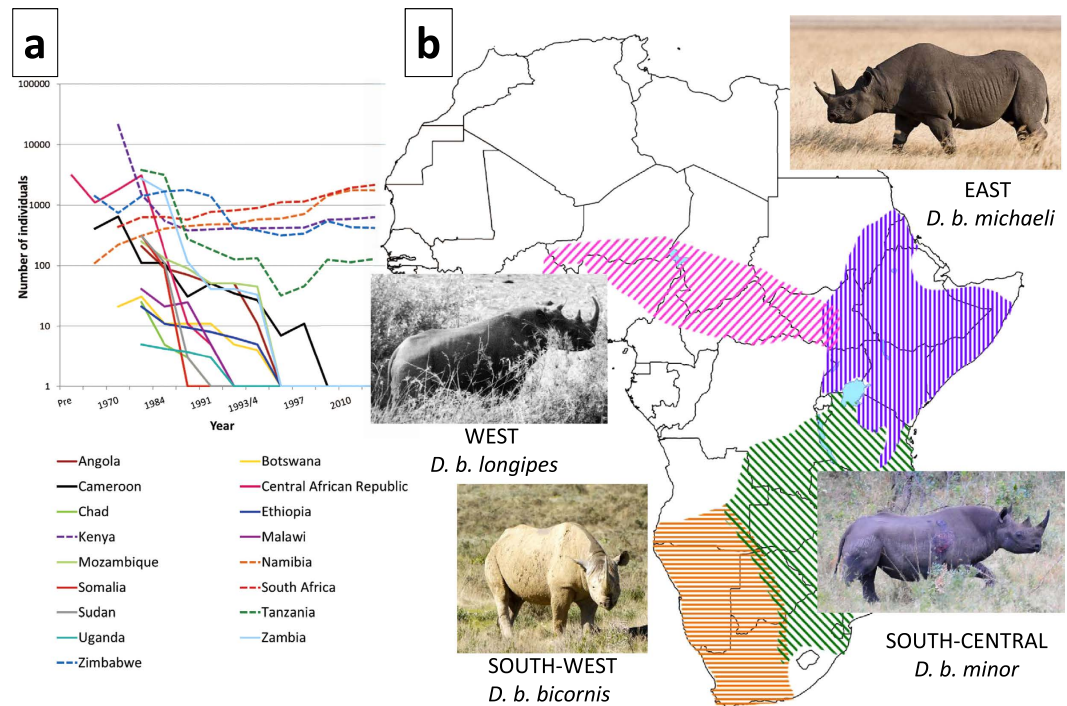 a
b
100000
10000
1000
100
10
1
Number of individuals
Pre
1970
1984
1991
1993/4
1997
2010
Year
Angola
Botswana
Cameroon
Central African Republic
Chad
Ethiopia
Kenya
Malawi
Mozambique
Namibia
Somalia
South Africa
Sudan
Tanzania
Uganda
Zambia
Zimbabwe
EAST
D. b. michaeli
WEST
D. b. longipes
SOUTH-WEST
D. b. bicornis
SOUTH-CENTRAL
D. b. minor